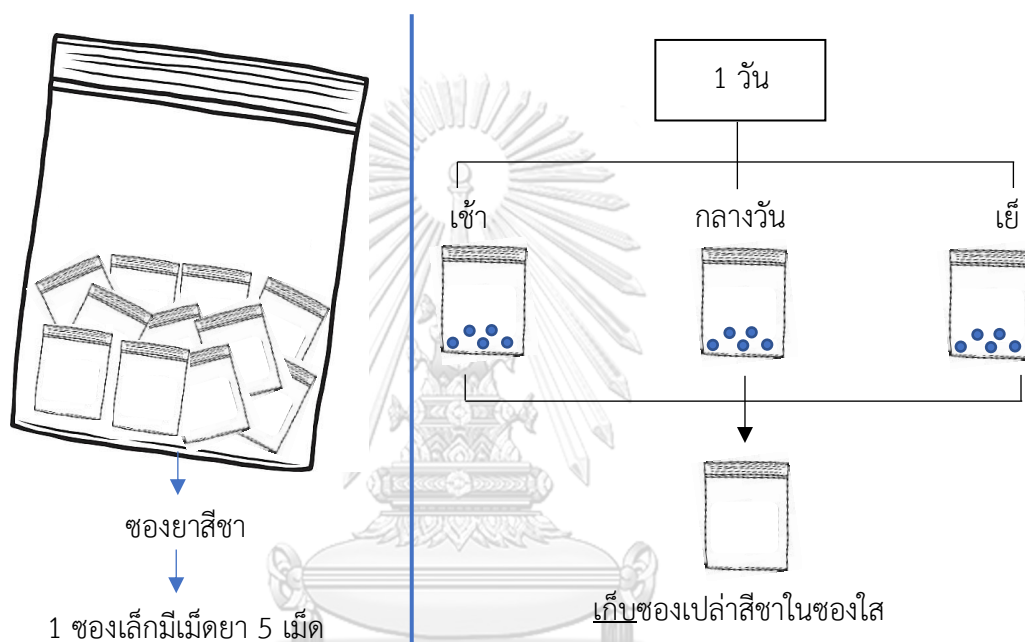 1 วัน
เช้า
กลางวัน
เย็
ซองยาสีชา
1 ซองเล็กมีเม็ดยา 5 เม็ด
เก็บซองเปล่าสีชาในซองใส